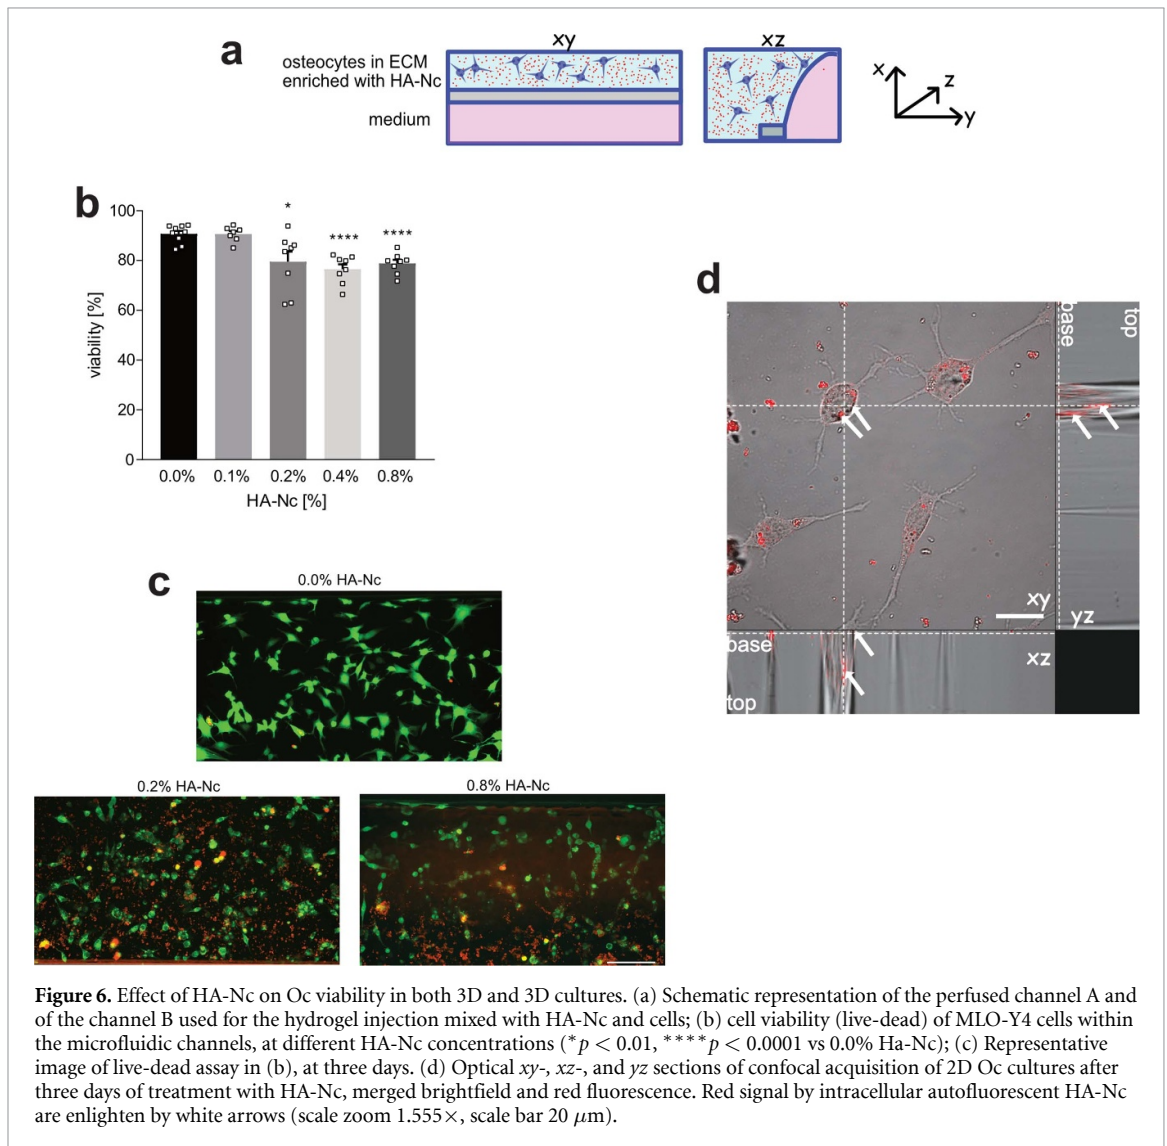 a
xy
xz
osteocytes in ECM
enriched with HA-Nc
medium
x
z
y
b
100
80
60
40
20
0
viability [%]
*
****
****
0.0%
0.1%
0.2%
0.4%
0.8%
HA-Nc [%]
d
base
top
xy
yz
base
xz
top
c
0.0% HA-Nc
0.2% HA-Nc
0.8% HA-Nc
Figure 6. Effect of HA-Nc on Oc viability in both 3D and 3D cultures. (a) Schematic representation of the perfused channel A and
of the channel B used for the hydrogel injection mixed with HA-Nc and cells; (b) cell viability (live-dead) of MLO-Y4 cells within
the microfluidic channels, at different HA-Nc concentrations (*p < 0.01, ****p < 0.0001 vs 0.0% Ha-Nc); (c) Representative
image of live-dead assay in (b), at three days. (d) Optical xy-, xz-, and yz sections of confocal acquisition of 2D Oc cultures after
three days of treatment with HA-Nc, merged brightfield and red fluorescence. Red signal by intracellular autofluorescent HA-Nc
are enlighten by white arrows (scale zoom 1.555×, scale bar 20 μm).